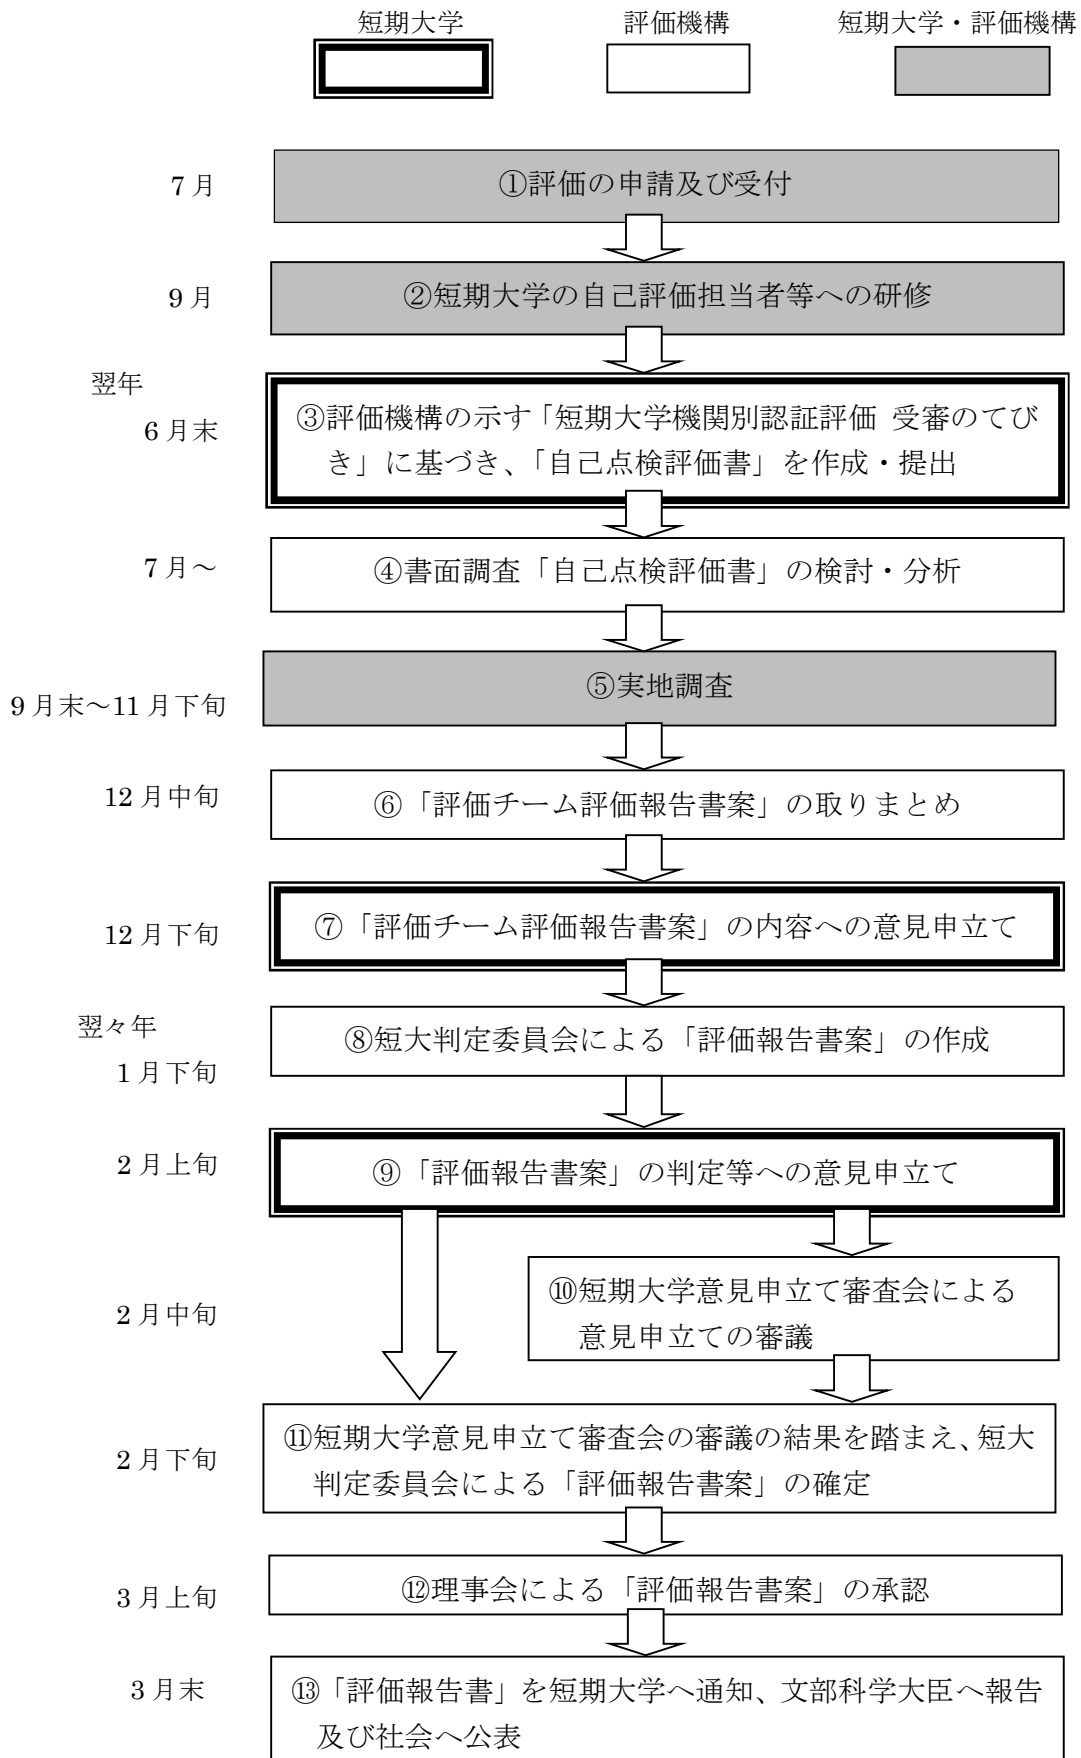 短期大学
評価機構
短期大学・評価機構
7月
①評価の申請及び受付
9月
②短期大学の自己評価担当者等への研修
翌年
6月末
③評価機構の示す「短期大学機関別認証評価 受審のてび
き」に基づき、「自己点検評価書」を作成・提出
7月～
④書面調査「自己点検評価書」の検討・分析
9月末～11月下旬
⑤実地調査
12月中旬
⑥「評価チーム評価報告書案」の取りまとめ
12月下旬
⑦「評価チーム評価報告書案」の内容への意見申立て
翌々年
1月下旬
⑧短大判定委員会による「評価報告書案」の作成
2月上旬
⑨「評価報告書案」の判定等への意見申立て
2月中旬
⑩短期大学意見申立て審査会による
意見申立ての審議
2月下旬
⑪短期大学意見申立て審査会の審議の結果を踏まえ、短大
判定委員会による「評価報告書案」の確定
3月上旬
⑫理事会による「評価報告書案」の承認
3月末
⑬「評価報告書」を短期大学へ通知、文部科学大臣へ報告
及び社会へ公表